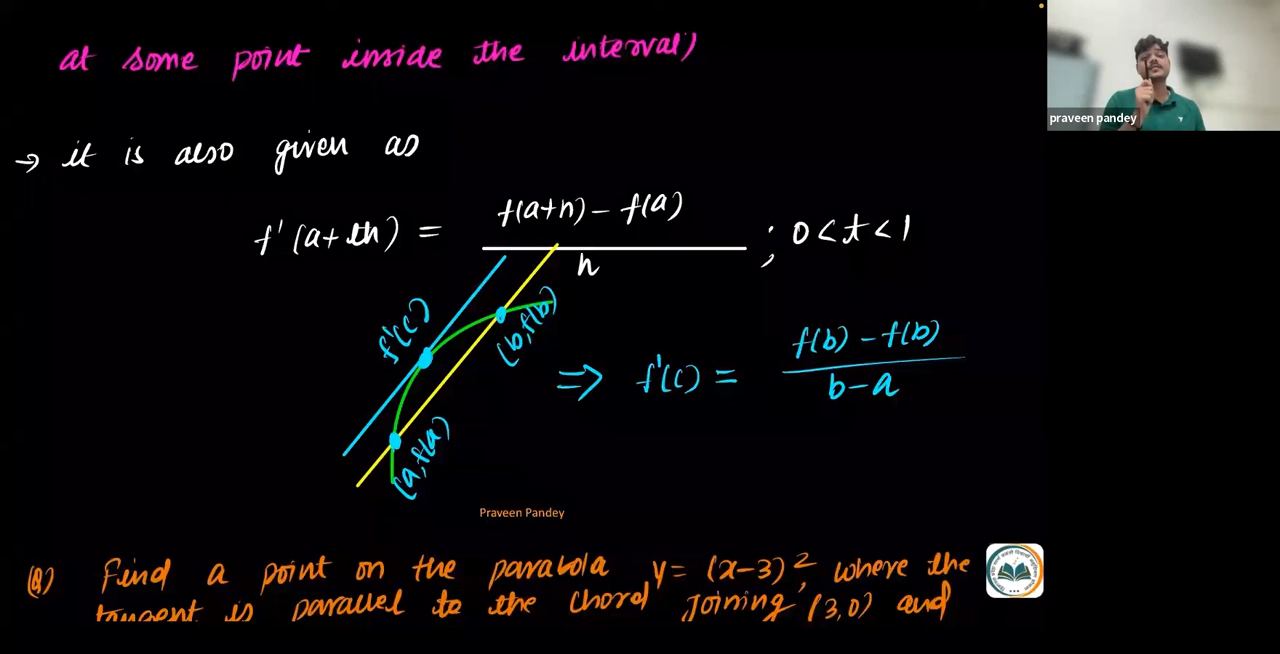 at some point inside the interval)
praveen pandey
→ it is also given as
f'(a+th) = f(a+h) - f(a) / h ; 0 < t < 1
f'(c)
(b, f(b)
(a, f(a)
⇒ f'(c) = f(b) - f(b) / b - a
Praveen Pandey
(Q) Find a point on the parabola y = (x-3)², where the
tangent is parallel to the chord joining (3,0) and